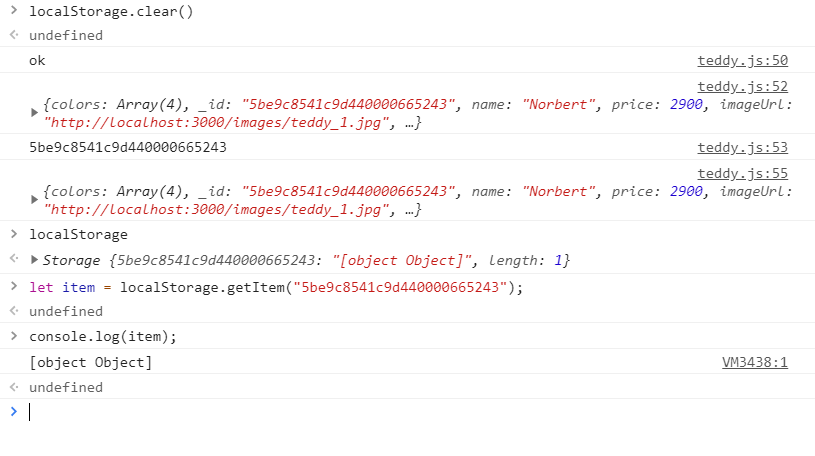 localStorage.clear()
undefined
ok teddy.js:50
teddy.js:52
{colors: Array(4), _id: "5be9c8541c9d440000665243", name: "Norbert", price: 2900, imageUrl:
"http://localhost:3000/images/teddy_1.jpg", …}
5be9c8541c9d440000665243 teddy.js:53
teddy.js:55
{colors: Array(4), _id: "5be9c8541c9d440000665243", name: "Norbert", price: 2900, imageUrl:
"http://localhost:3000/images/teddy_1.jpg", …}
localStorage
Storage {5be9c8541c9d440000665243: "[object Object]", length: 1}
let item = localStorage.getItem("5be9c8541c9d440000665243");
undefined
console.log(item);
[object Object] VM3438:1
undefined